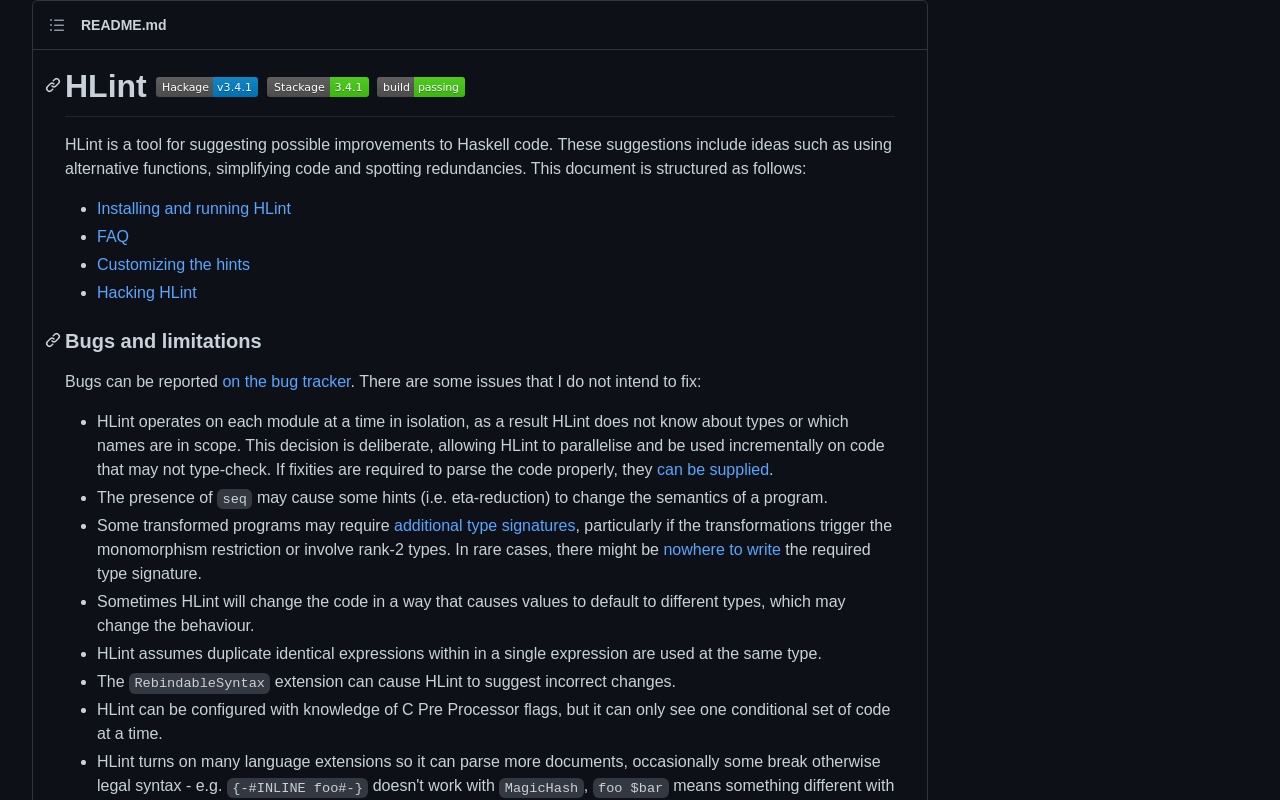 README.md
HLint Hackage v3.4.1 Stackage 3.4.1 build passing
HLint is a tool for suggesting possible improvements to Haskell code. These suggestions include ideas such as using
alternative functions, simplifying code and spotting redundancies. This document is structured as follows:
Installing and running HLint
FAQ
Customizing the hints
Hacking HLint
Bugs and limitations
Bugs can be reported on the bug tracker. There are some issues that I do not intend to fix:
HLint operates on each module at a time in isolation, as a result HLint does not know about types or which
names are in scope. This decision is deliberate, allowing HLint to parallelise and be used incrementally on code
that may not type-check. If fixities are required to parse the code properly, they can be supplied.
The presence of seq may cause some hints (i.e. eta-reduction) to change the semantics of a program.
Some transformed programs may require additional type signatures, particularly if the transformations trigger the
monomorphism restriction or involve rank-2 types. In rare cases, there might be nowhere to write the required
type signature.
Sometimes HLint will change the code in a way that causes values to default to different types, which may
change the behaviour.
HLint assumes duplicate identical expressions within in a single expression are used at the same type.
The RebindableSyntax extension can cause HLint to suggest incorrect changes.
HLint can be configured with knowledge of C Pre Processor flags, but it can only see one conditional set of code
at a time.
HLint turns on many language extensions so it can parse more documents, occasionally some break otherwise
legal syntax - e.g. {-#INLINE foo#-} doesn't work with MagicHash, foo $bar means something different with